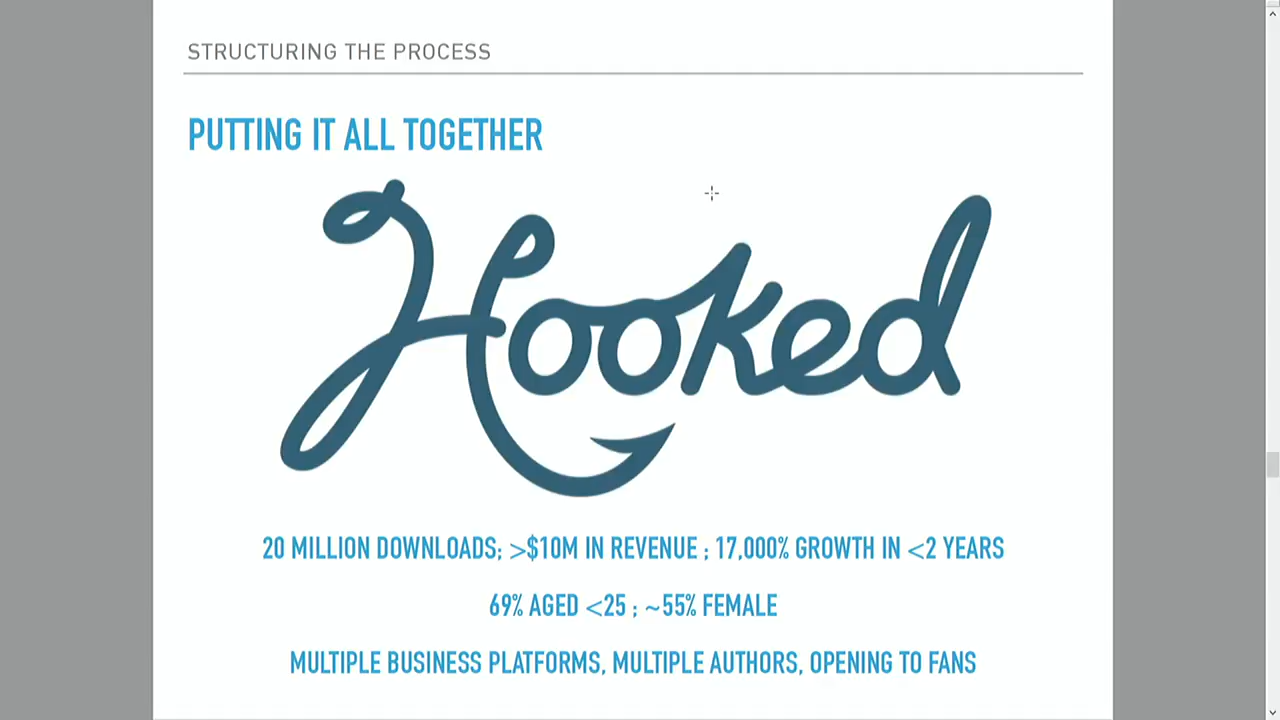 STRUCTURING THE PROCESS
PUTTING IT ALL TOGETHER
Hooked
20 MILLION DOWNLOADS; >$10M IN REVENUE ; 17,000% GROWTH IN <2 YEARS
69% AGED <25 ; ~55% FEMALE
MULTIPLE BUSINESS PLATFORMS, MULTIPLE AUTHORS, OPENING TO FANS